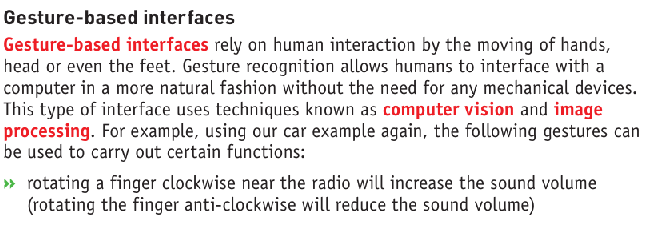 Gesture-based interfaces
Gesture-based interfaces rely on human interaction by the moving of hands,
head or even the feet. Gesture recognition allows humans to interface with a
computer in a more natural fashion without the need for any mechanical devices.
This type of interface uses techniques known as computer vision and image
processing. For example, using our car example again, the following gestures can
be used to carry out certain functions:
» rotating a finger clockwise near the radio will increase the sound volume
(rotating the finger anti-clockwise will reduce the sound volume)